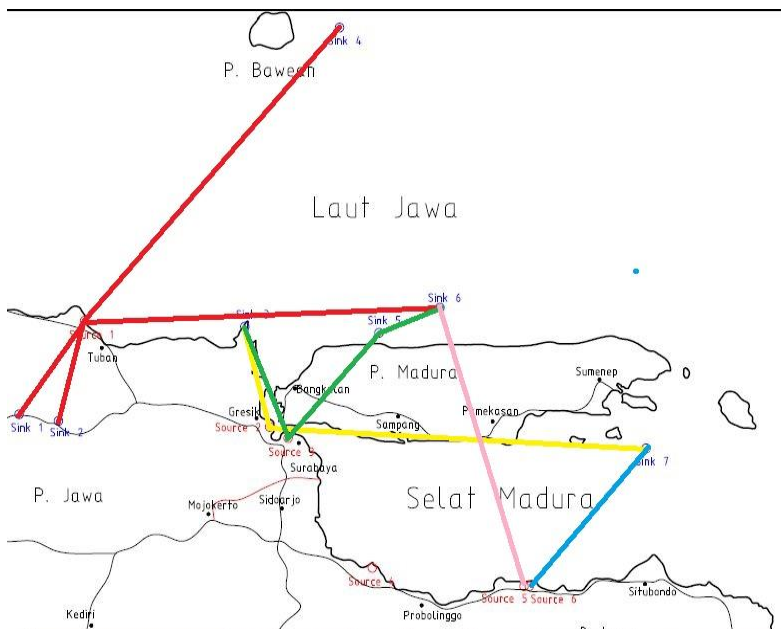 Sink 4
P. Bawean
Laut Jawa
Sink 6
Sink 5
Source 1
Tuban
P. Madura
Sumenep
Bangkalan
Gresik
Sampang
Pamekasan
Sink 1
Sink 2
Source 2
Source 3
Sink 7
Surabaya
P. Jawa
Mojokerto
Sidoarjo
Selat Madura
Source 4
Source 5
Source 6
Situbondo
Kediri
Probolinggo